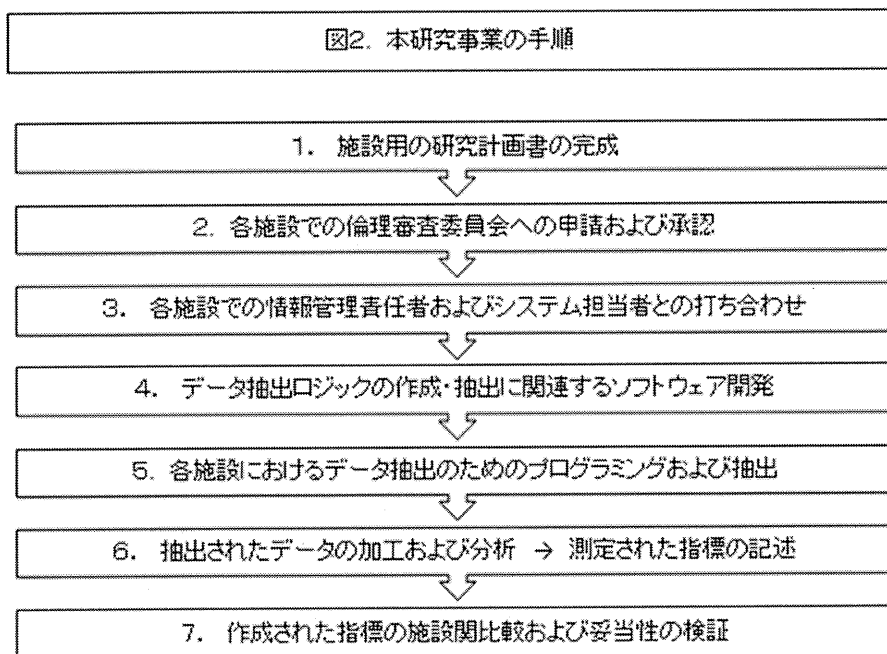 図2. 本研究事業の手順
1. 施設用の研究計画書の完成
2. 各施設での倫理審査委員会への申請および承認
3. 各施設での情報管理責任者およびシステム担当者との打ち合わせ
4. データ抽出ロジックの作成・抽出に関連するソフトウェア開発
5. 各施設におけるデータ抽出のためのプログラミングおよび抽出
6. 抽出されたデータの加工および分析 → 測定された指標の記述
7. 作成された指標の施設関比較および妥当性の検証